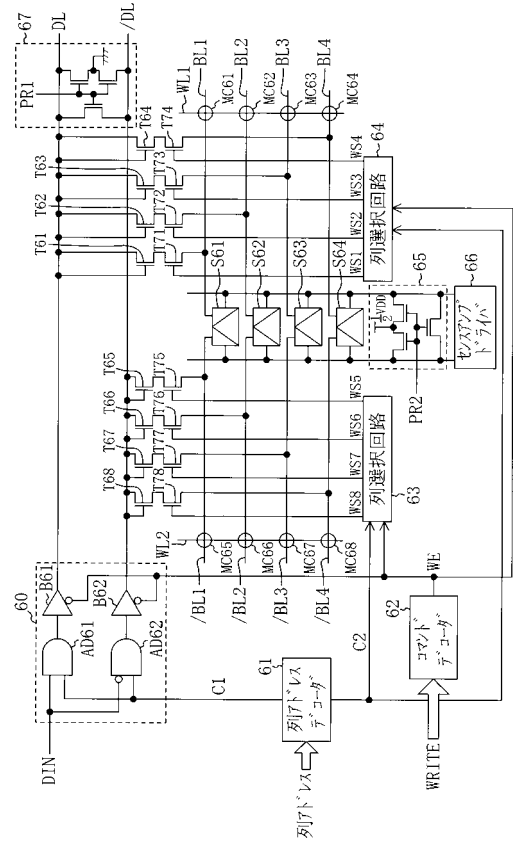 67
DL
/DL
PR1
T61
T62
T63
T64
T71
T72
T73
T74
WL1
BL1
BL2
BL3
BL4
MC61
MC62
MC63
MC64
WS1
WS2
WS3
WS4
列選択回路
64
S61
S62
S63
S64
1/2 VDD
65
PR2
センスアンプ
ドライバ
66
T68
T67
T66
T65
T78
T77
T76
T75
WS8
WS7
WS6
WS5
列選択回路
63
WL2
MC65
MC66
MC67
MC68
/BL1
/BL2
/BL3
/BL4
60
B61
B62
AD61
AD62
DIN
C1
C2
61
列アドレス
デコーダ
列アドレス
WE
62
コマンド
デコーダ
WRITE